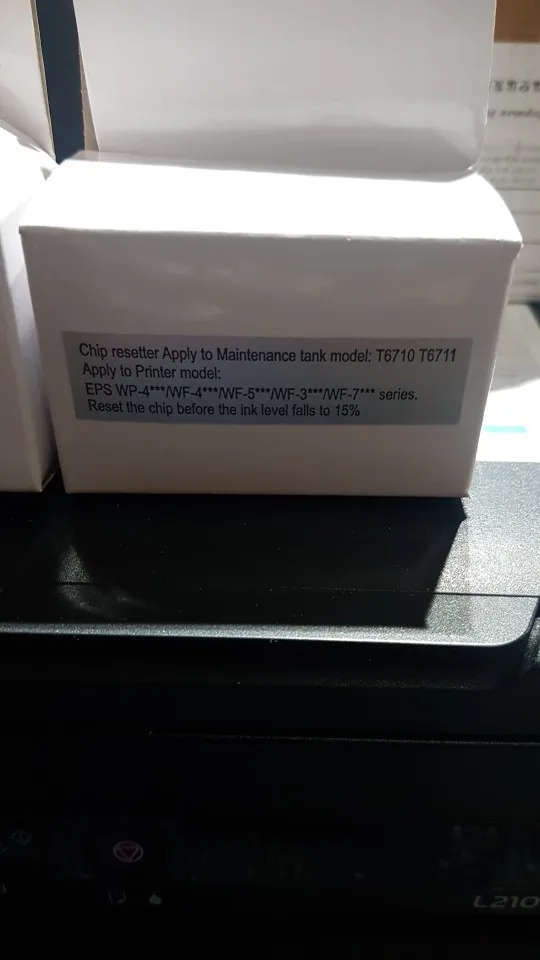 Chip resetter Apply to Maintenance tank model: T6710 T6711
Apply to Printer model:
EPS WP-4***/WF-4***/WF-5***/WF-3***/WF-7*** series.
Reset the chip before the ink level falls to 15%
L210